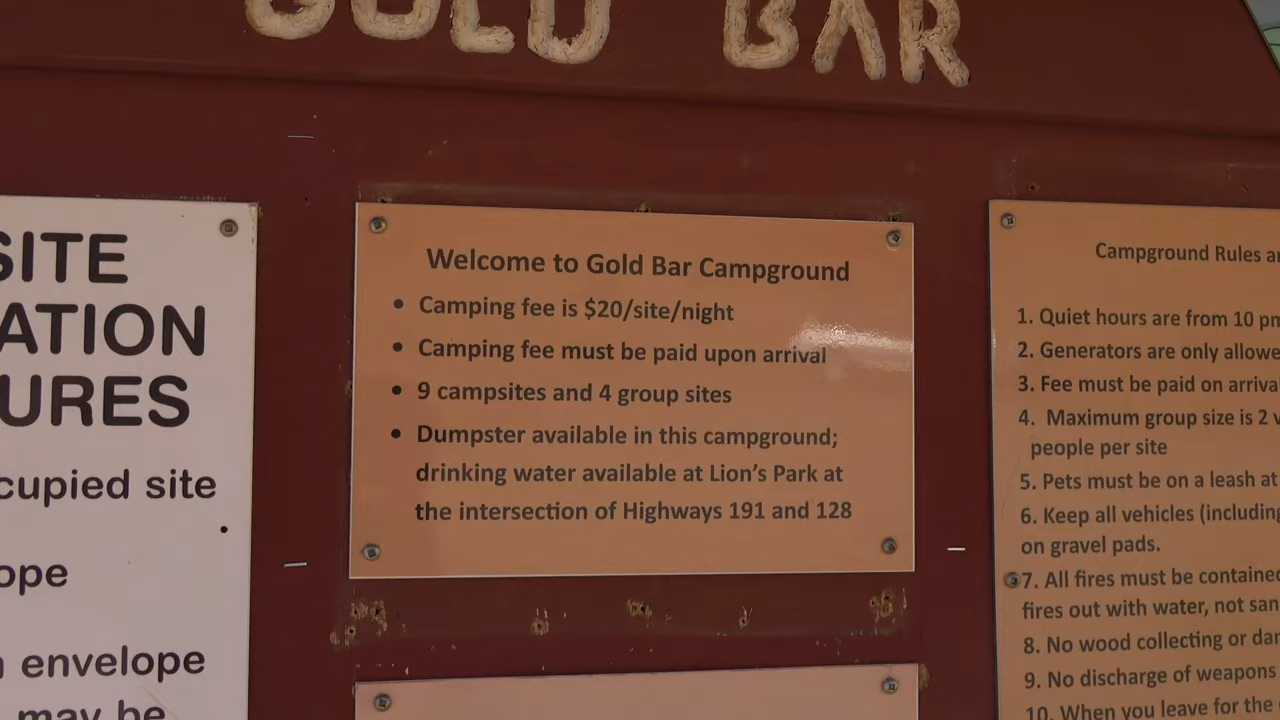 GOLD BAR
SITE
ATION
URES
cupied site
ope
envelope
may be
Welcome to Gold Bar Campground
• Camping fee is $20/site/night
• Camping fee must be paid upon arrival
• 9 campsites and 4 group sites
• Dumpster available in this campground;
drinking water available at Lion's Park at
the intersection of Highways 191 and 128
Campground Rules
1. Quiet hours are from 10 pm
2. Generators are only allowe
3. Fee must be paid on arriva
4. Maximum group size is 2
people per site
5. Pets must be on a leash at
6. Keep all vehicles (including
on gravel pads.
7. All fires must be contained
fires out with water, not san
8. No wood collecting or da
9. No discharge of weapons
10. When you leave for the